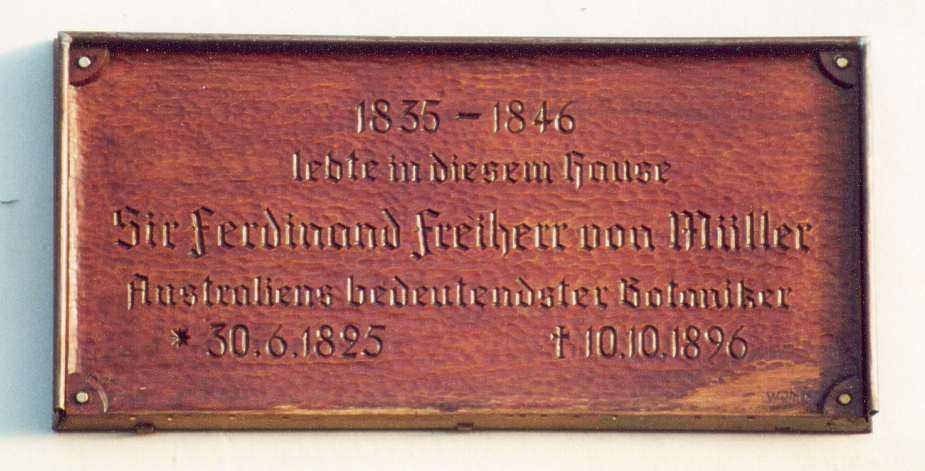 1835 - 1846
lebte in diesem Hause
Sir Ferdinand Freiherr von Müller
Australiens bedeutendster Botaniker
* 30.6.1825 † 10.10.1896